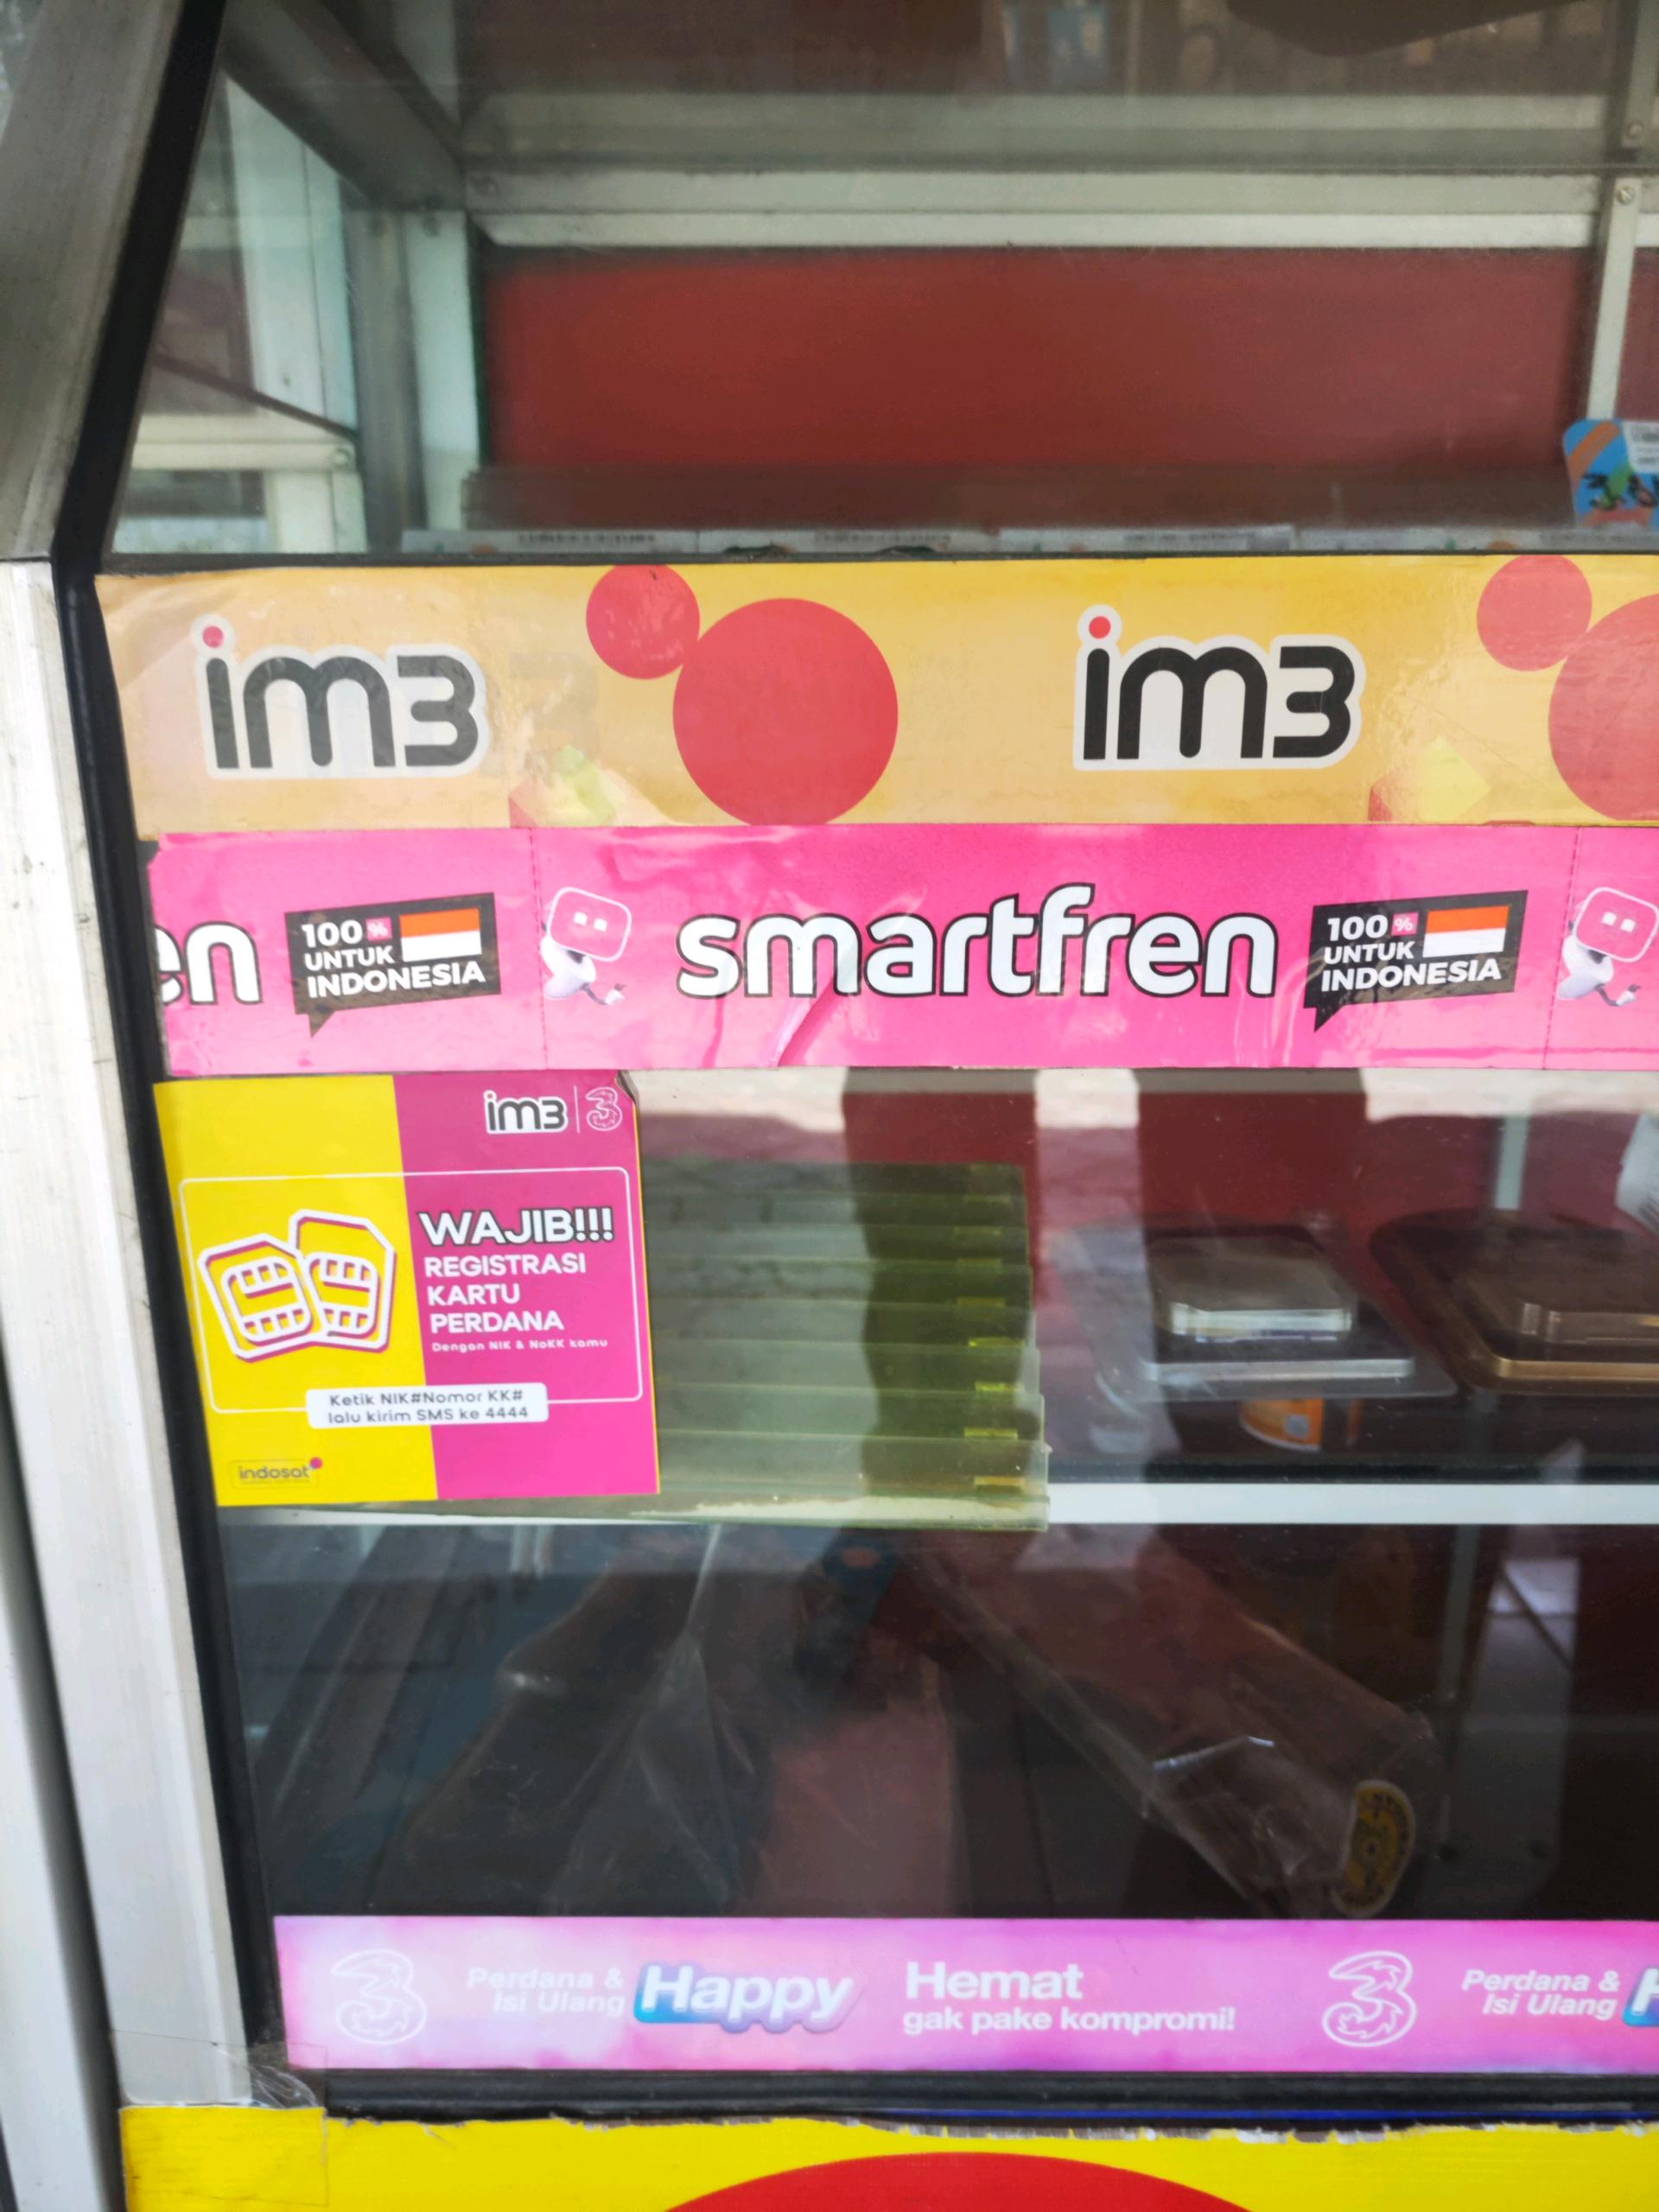 im3
im3
en
100%
UNTUK
INDONESIA
smartfren
100%
UNTUK
INDONESIA
im3 | 3
WAJIB!!!
REGISTRASI
KARTU
PERDANA
Dengan NIK & NoKK kamu
Ketik NIK#Nomor KK#
lalu kirim SMS ke 4444
indosat
3
Perdana &
Isi Ulang
Happy
Hemat
gak pake kompromi!
3
Perdana &
Isi Ulang
H